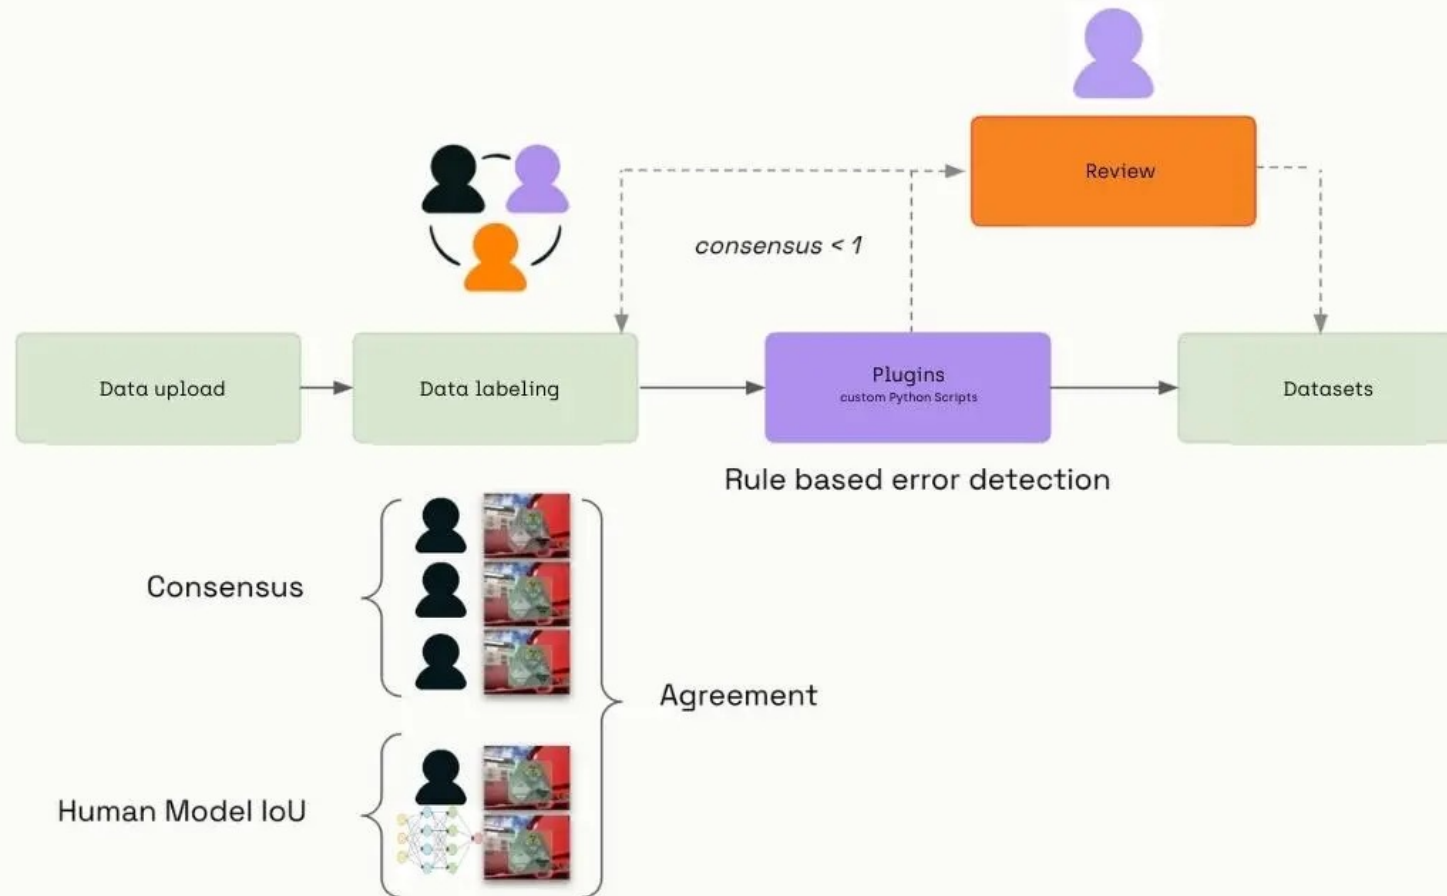 Review
consensus < 1
Data upload
Data labeling
Plugins
custom Python Scripts
Datasets
Rule based error detection
Consensus
Agreement
Human Model IoU